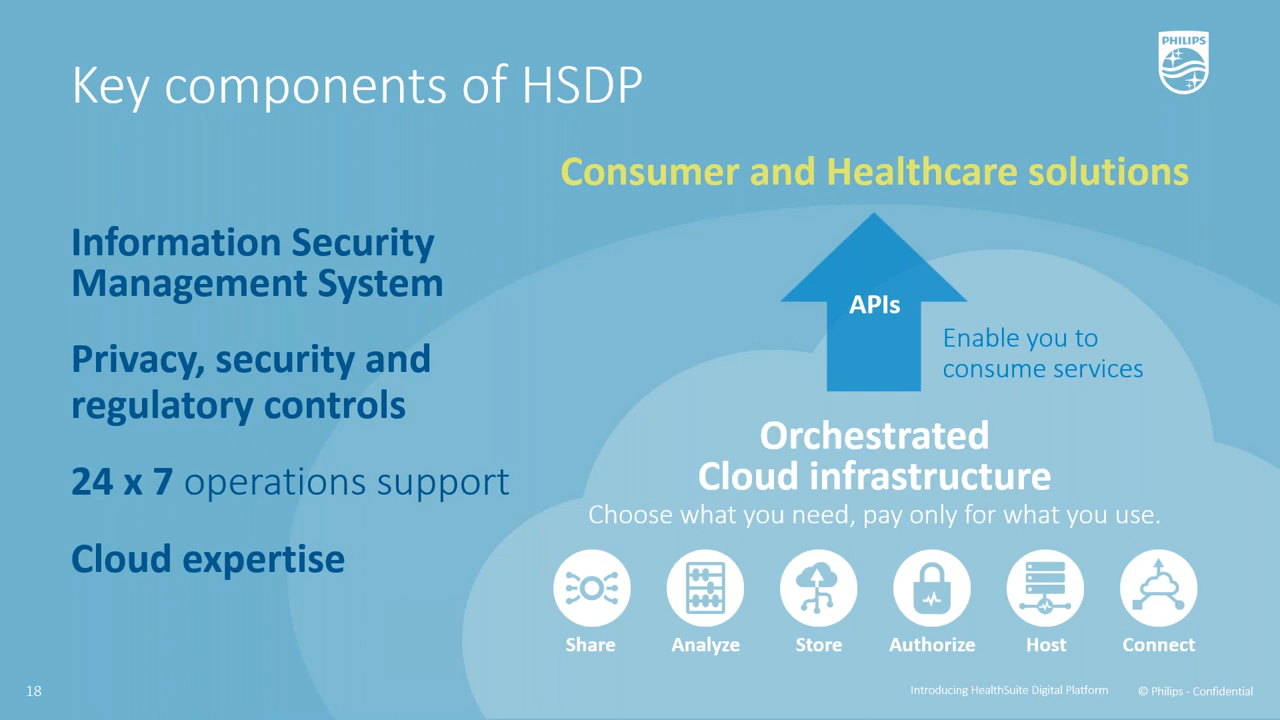 Key components of HSDP
PHILIPS
Consumer and Healthcare solutions
Information Security
Management System
Privacy, security and
regulatory controls
24 x 7 operations support
Cloud expertise
APIs
Enable you to
consume services
Orchestrated
Cloud infrastructure
Choose what you need, pay only for what you use.
Share
Analyze
Store
Authorize
Host
Connect
18
Introducing HealthSuite Digital Platform
© Philips - Confidential